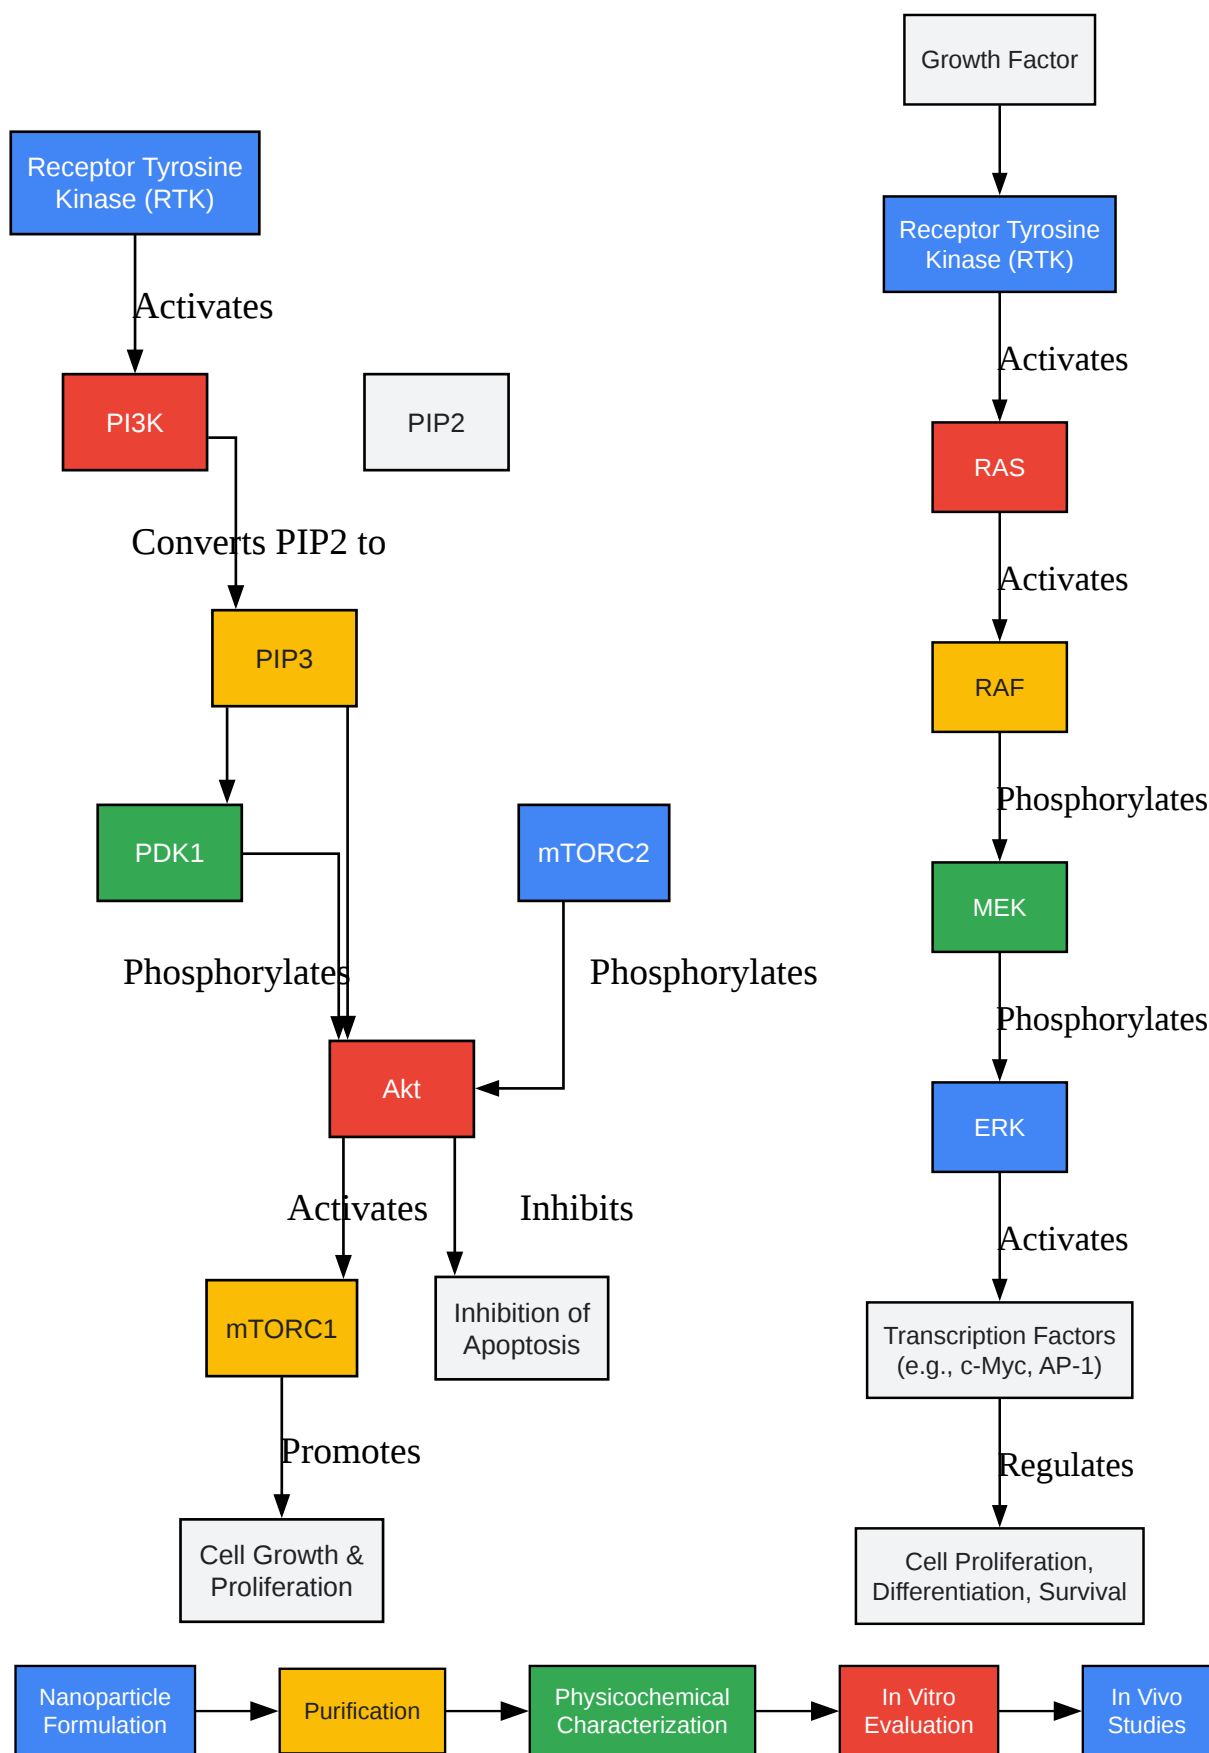 Receptor Tyrosine
Kinase (RTK)
Activates
PI3K
PIP2
Converts PIP2 to
PIP3
PDK1
mTORC2
Phosphorylates
Phosphorylates
Akt
Activates
Inhibits
mTORC1
Inhibition of
Apoptosis
Promotes
Cell Growth &
Proliferation
Growth Factor
Receptor Tyrosine
Kinase (RTK)
Activates
RAS
Activates
RAF
Phosphorylates
MEK
Phosphorylates
ERK
Activates
Transcription Factors
(e.g., c-Myc, AP-1)
Regulates
Cell Proliferation,
Differentiation, Survival
Nanoparticle
Formulation
Purification
Physicochemical
Characterization
In Vitro
Evaluation
In Vivo
Studies